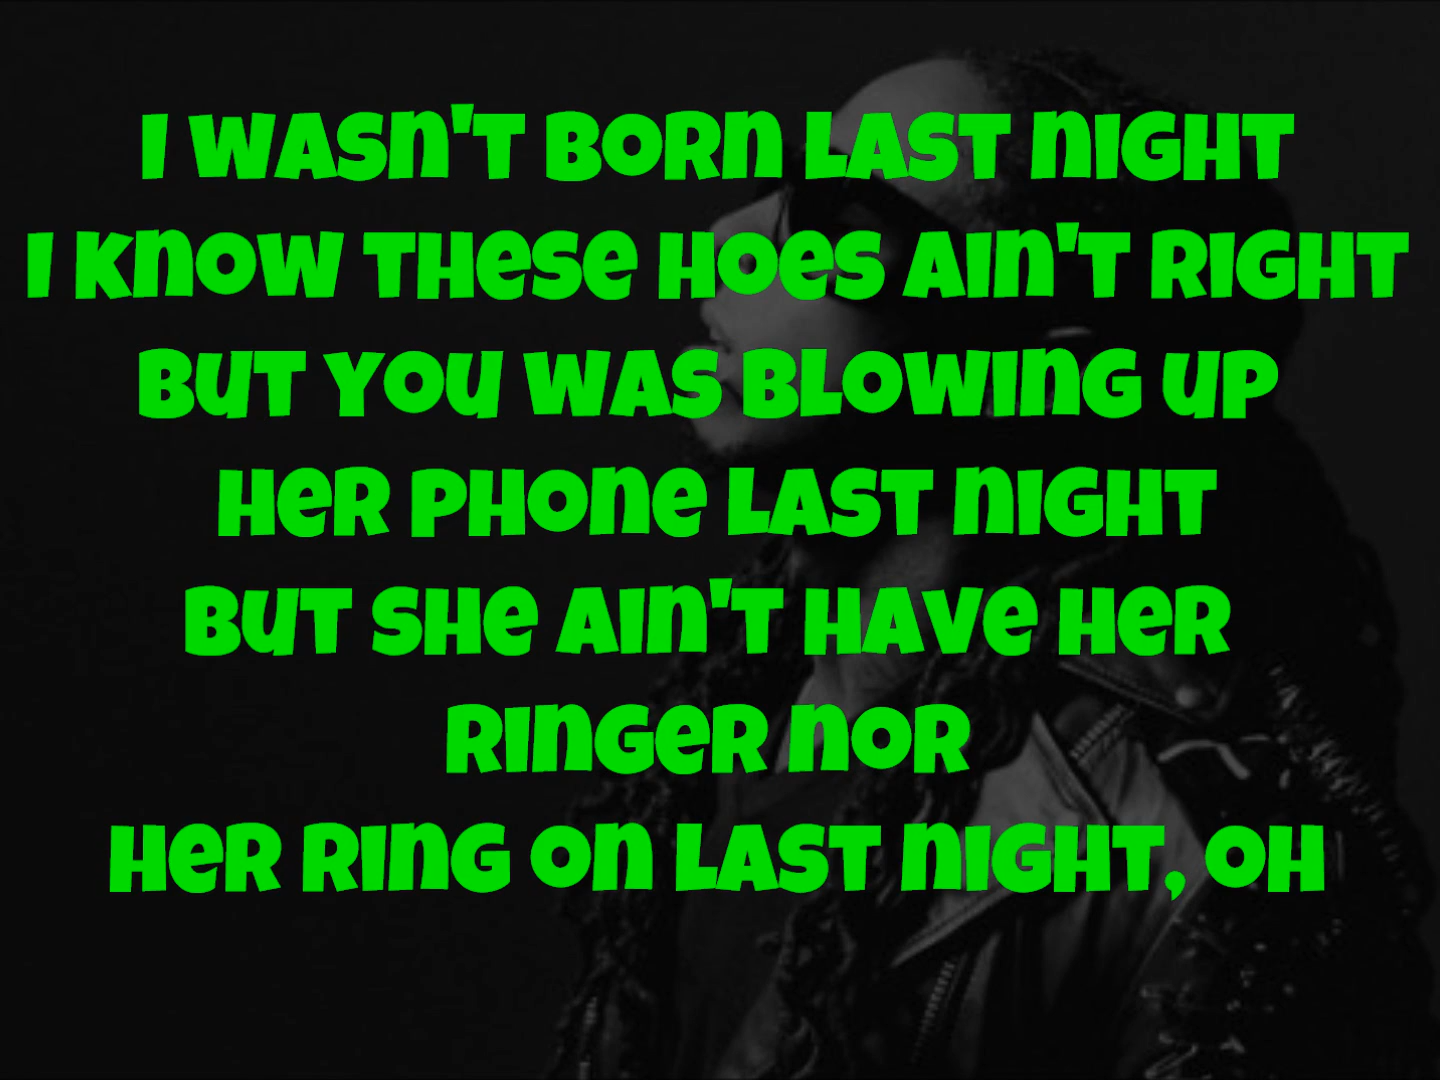 I wasn't born last night
I know these hoes ain't right
But you was blowing up
her phone last night
But she ain't have her
ringer nor
her ring on last night, oh